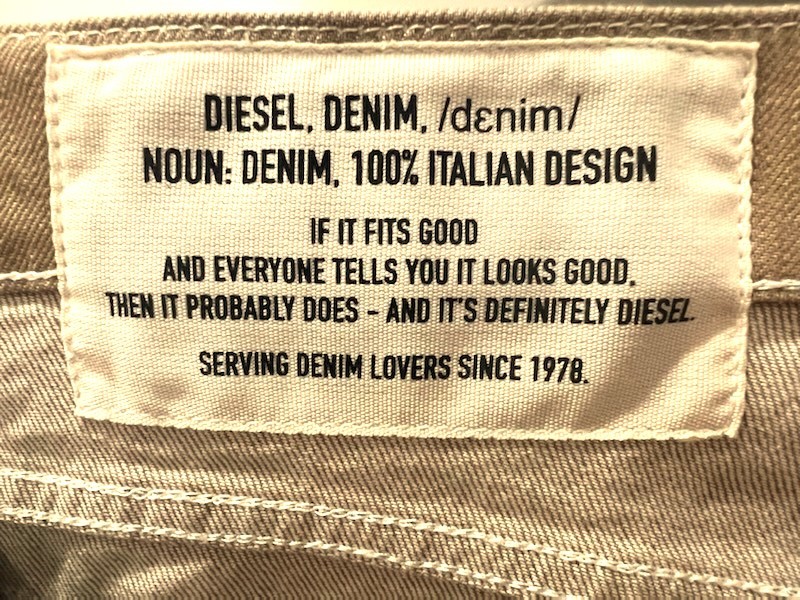 DIESEL, DENIM, /dɛnim/
NOUN: DENIM, 100% ITALIAN DESIGN
IF IT FITS GOOD
AND EVERYONE TELLS YOU IT LOOKS GOOD,
THEN IT PROBABLY DOES – AND IT'S DEFINITELY DIESEL.
SERVING DENIM LOVERS SINCE 1978.